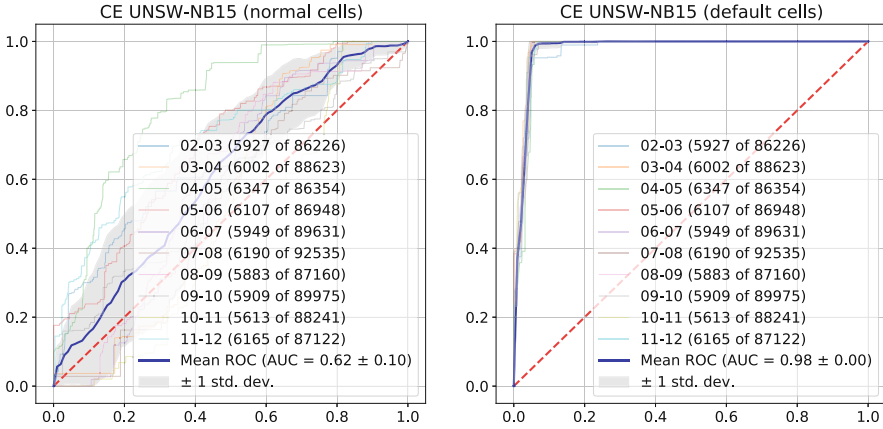 CE UNSW-NB15 (normal cells)
1.0
0.8
0.6
0.4
0.2
0.0
02-03 (5927 of 86226)
03-04 (6002 of 88623)
04-05 (6347 of 86354)
05-06 (6107 of 86948)
06-07 (5949 of 89631)
07-08 (6190 of 92535)
08-09 (5883 of 87160)
09-10 (5909 of 89975)
10-11 (5613 of 88241)
11-12 (6165 of 87122)
Mean ROC (AUC = 0.62 ± 0.10)
± 1 std. dev.
0.0 0.2 0.4 0.6 0.8 1.0
CE UNSW-NB15 (default cells)
1.0
0.8
0.6
0.4
0.2
0.0
02-03 (5927 of 86226)
03-04 (6002 of 88623)
04-05 (6347 of 86354)
05-06 (6107 of 86948)
06-07 (5949 of 89631)
07-08 (6190 of 92535)
08-09 (5883 of 87160)
09-10 (5909 of 89975)
10-11 (5613 of 88241)
11-12 (6165 of 87122)
Mean ROC (AUC = 0.98 ± 0.00)
± 1 std. dev.
0.0 0.2 0.4 0.6 0.8 1.0